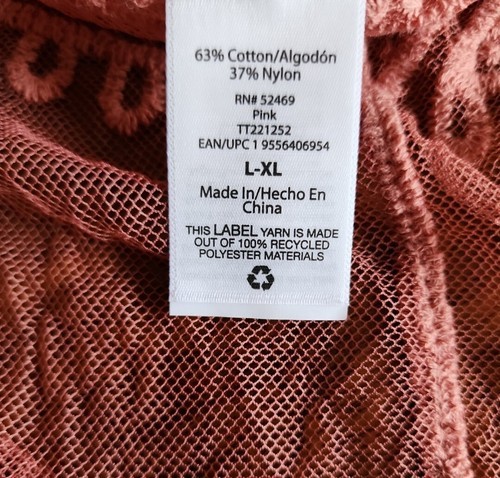 63% Cotton/Algodón
37% Nylon
RN# 52469
Pink
TT221252
EAN/UPC 1 9556406954
L-XL
Made In/Hecho En
China
THIS LABEL YARN IS MADE
OUT OF 100% RECYCLED
POLYESTER MATERIALS